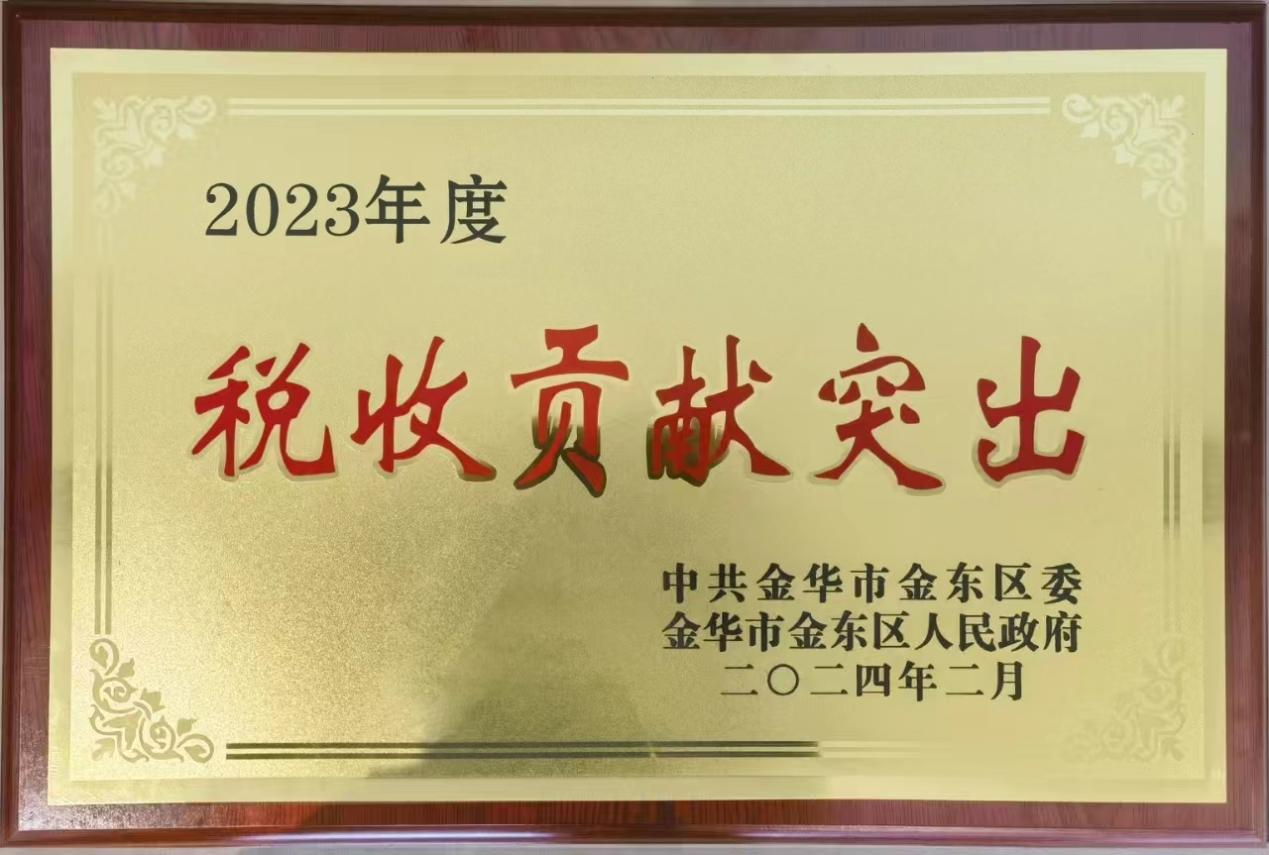 2023年度
税收贡献突出
中共金华市金东区委
金华市金东区人民政府
二〇二四年二月